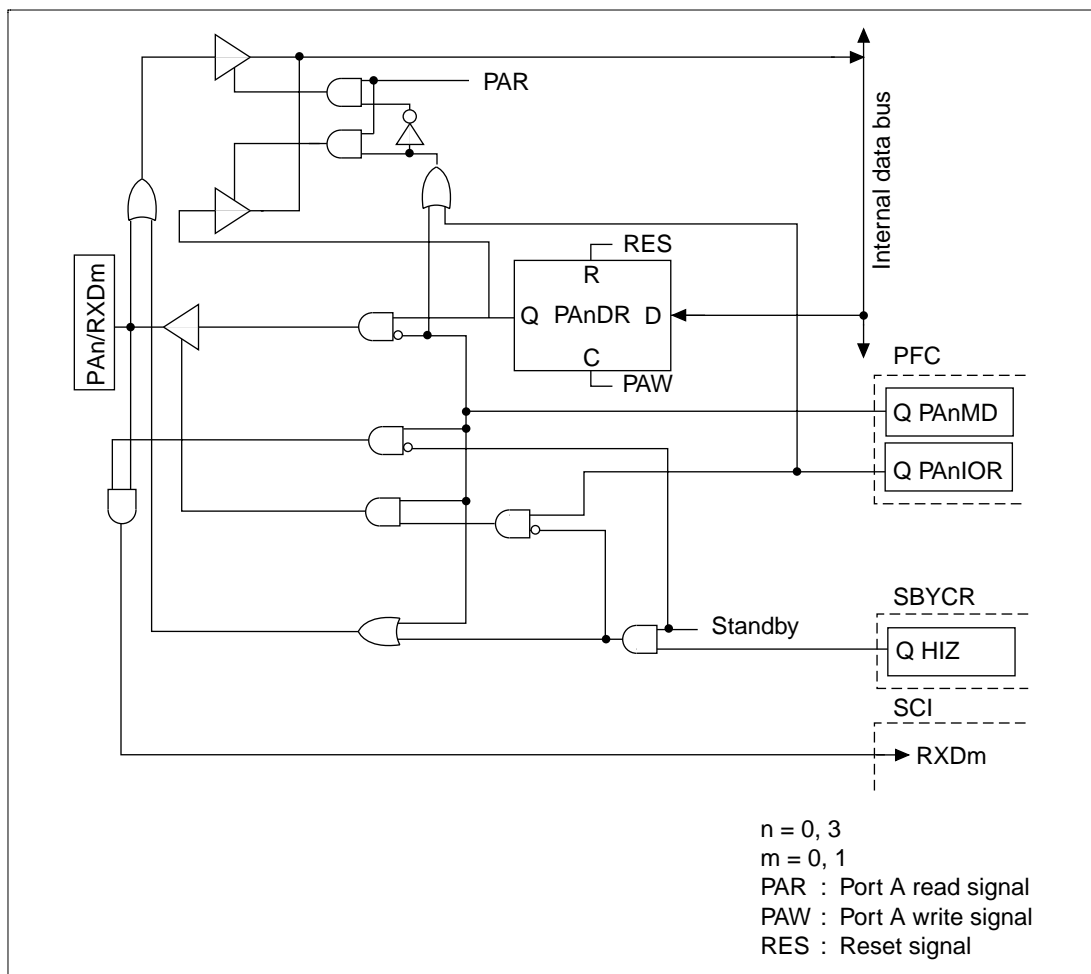 PAR
Internal data bus
RES
R
PAn/RXDm
Q PAnDR D
C
PAW
PFC
Q PAnMD
Q PAnIOR
SBYCR
Standby
Q HIZ
SCI
RXDm
n = 0, 3
m = 0, 1
PAR : Port A read signal
PAW : Port A write signal
RES : Reset signal